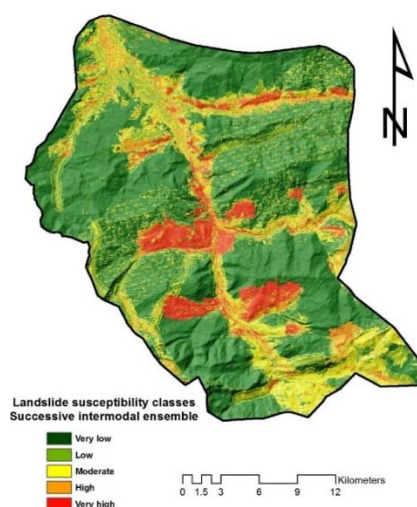 Landslide susceptibility classes
Successive intermodal ensemble
Very low
Low
Moderate
High
Very high
Kilometers
0 1.5 3 6 9 12